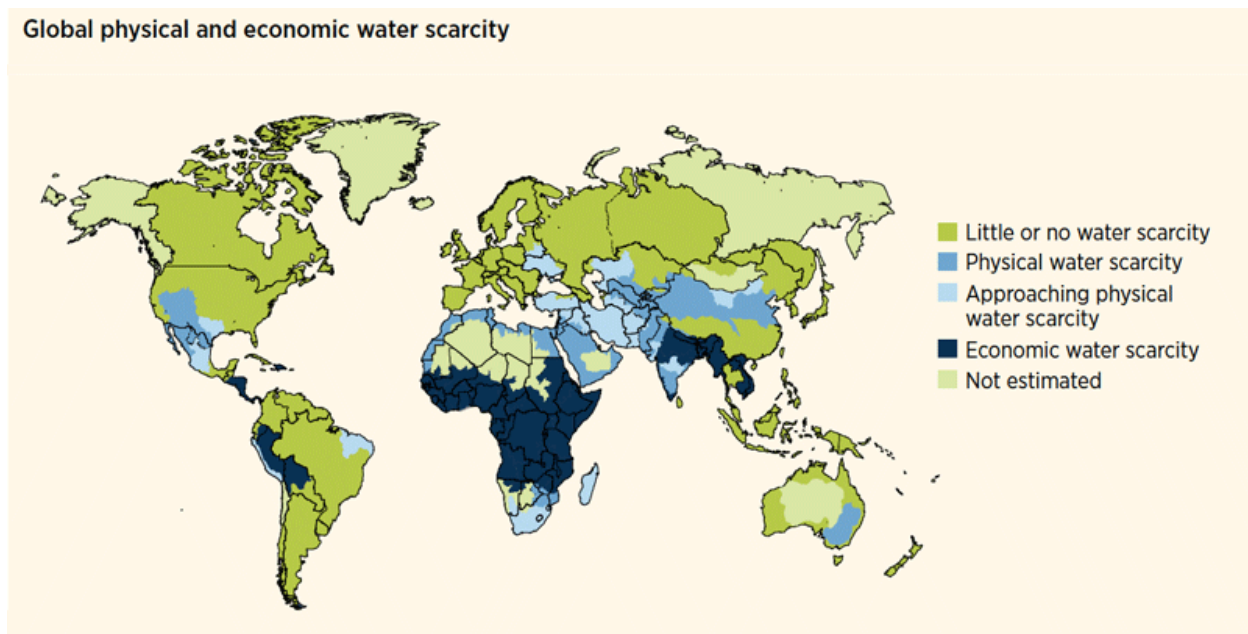 Global physical and economic water scarcity
Little or no water scarcity
Physical water scarcity
Approaching physical
water scarcity
Economic water scarcity
Not estimated